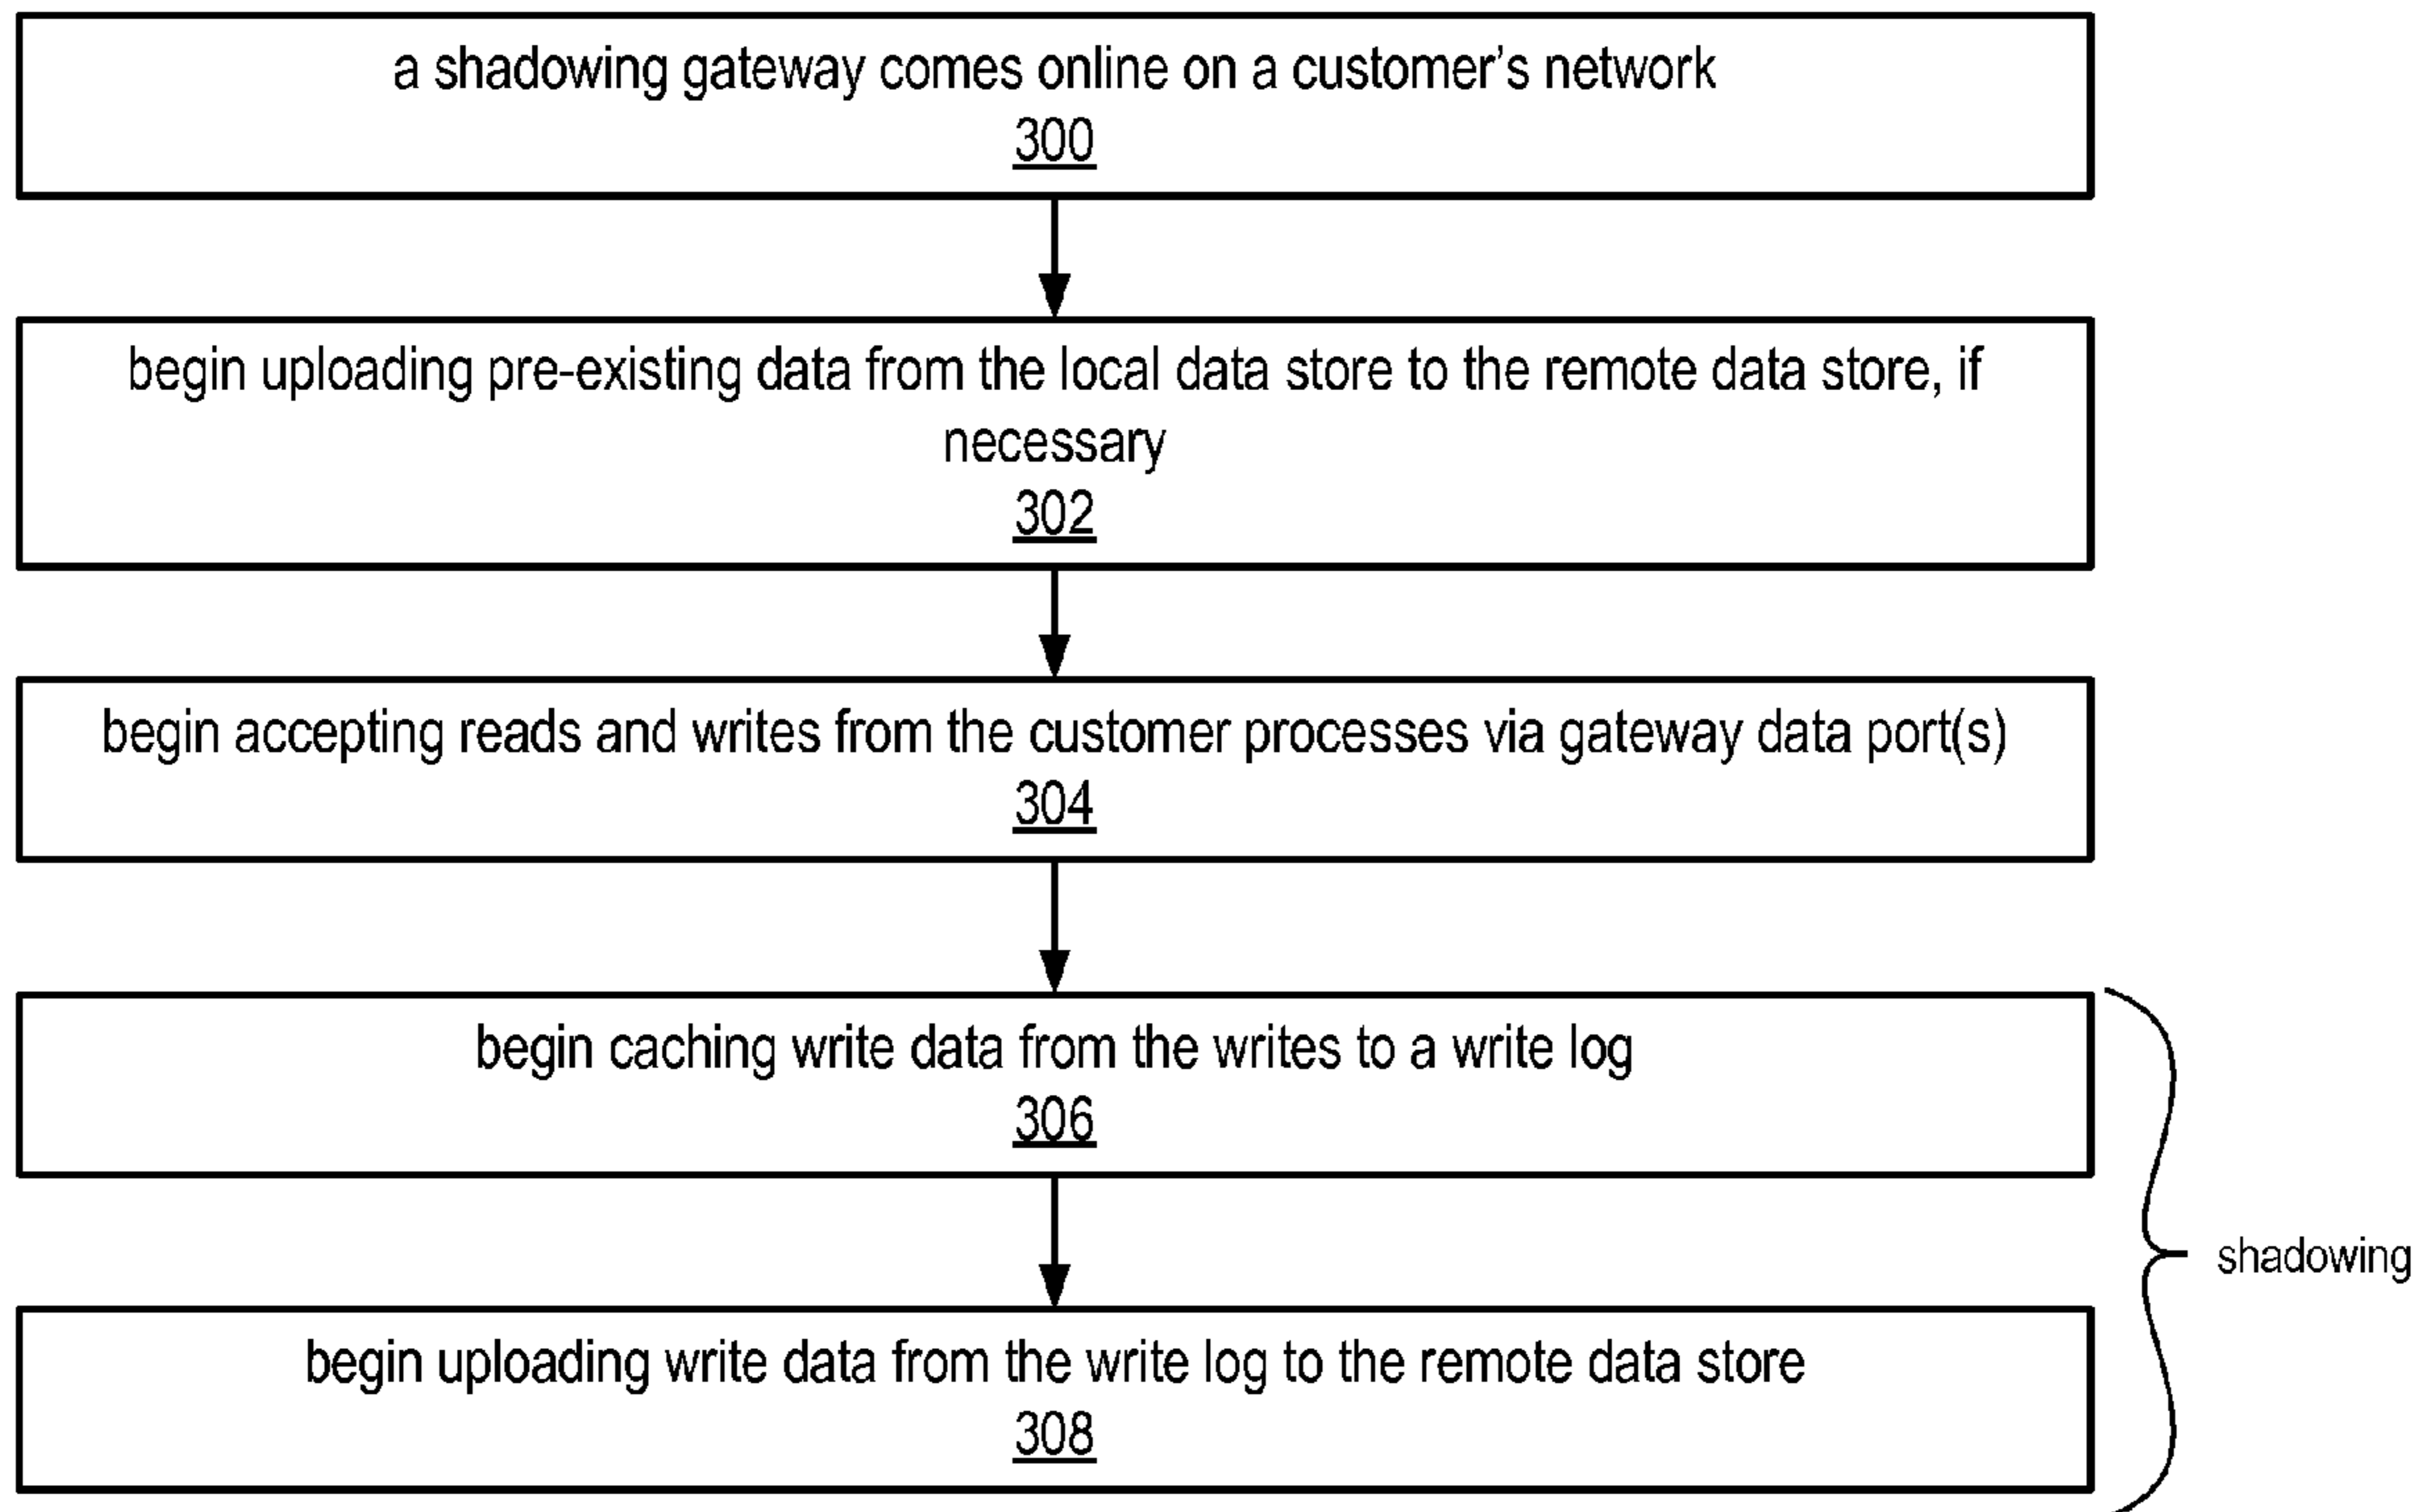 a shadowing gateway comes online on a customer's network
300
begin uploading pre-existing data from the local data store to the remote data store, if
necessary
302
begin accepting reads and writes from the customer processes via gateway data port(s)
304
begin caching write data from the writes to a write log
306
shadowing
begin uploading write data from the write log to the remote data store
308